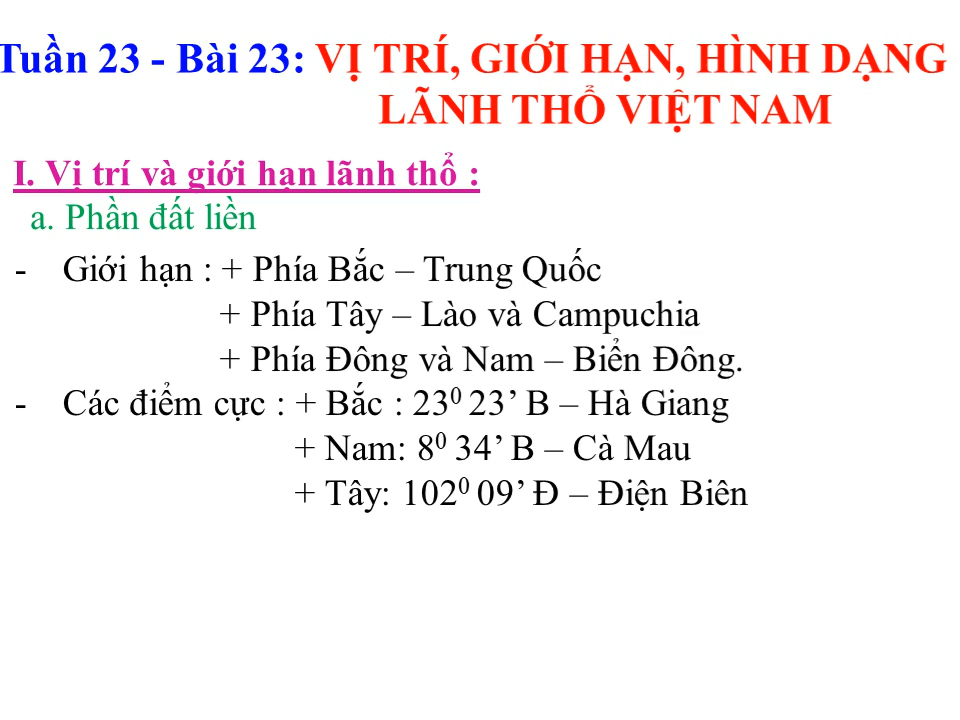 Tuần 23 - Bài 23: VỊ TRÍ, GIỚI HẠN, HÌNH DẠNG
LÃNH THỔ VIỆT NAM
I. Vị trí và giới hạn lãnh thổ :
a. Phần đất liền
- Giới hạn : + Phía Bắc – Trung Quốc
+ Phía Tây – Lào và Campuchia
+ Phía Đông và Nam – Biển Đông.
- Các điểm cực : + Bắc : 23⁰ 23’ B – Hà Giang
+ Nam: 8⁰ 34’ B – Cà Mau
+ Tây: 102⁰ 09’ Đ – Điện Biên